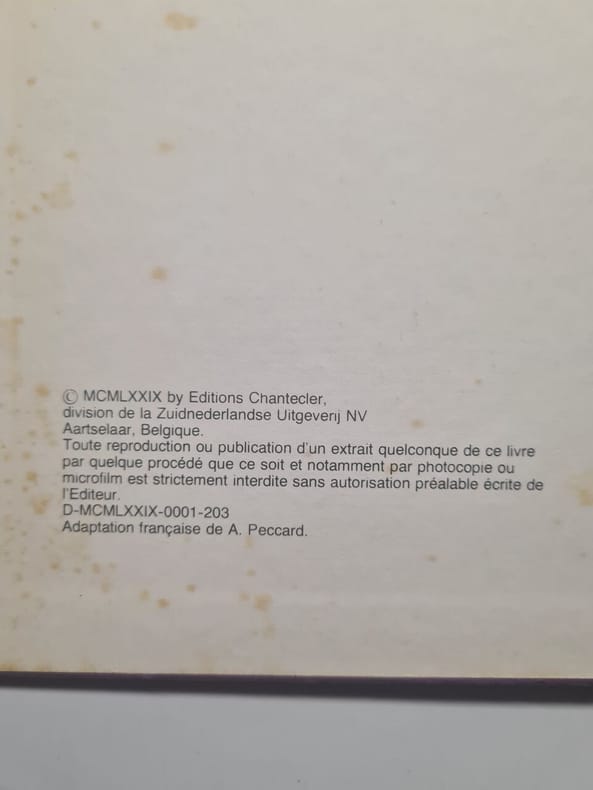 © MCMLXXIX by Editions Chantecler,
division de la Zuidnederlandse Uitgeverij NV
Aartselaar, Belgique.
Toute reproduction ou publication d'un extrait quelconque de ce livre
par quelque procédé que ce soit et notamment par photocopie ou
microfilm est strictement interdite sans autorisation préalable écrite de
l'Editeur.
D-MCMLXXIX-0001-203
Adaptation française de A. Peccard.